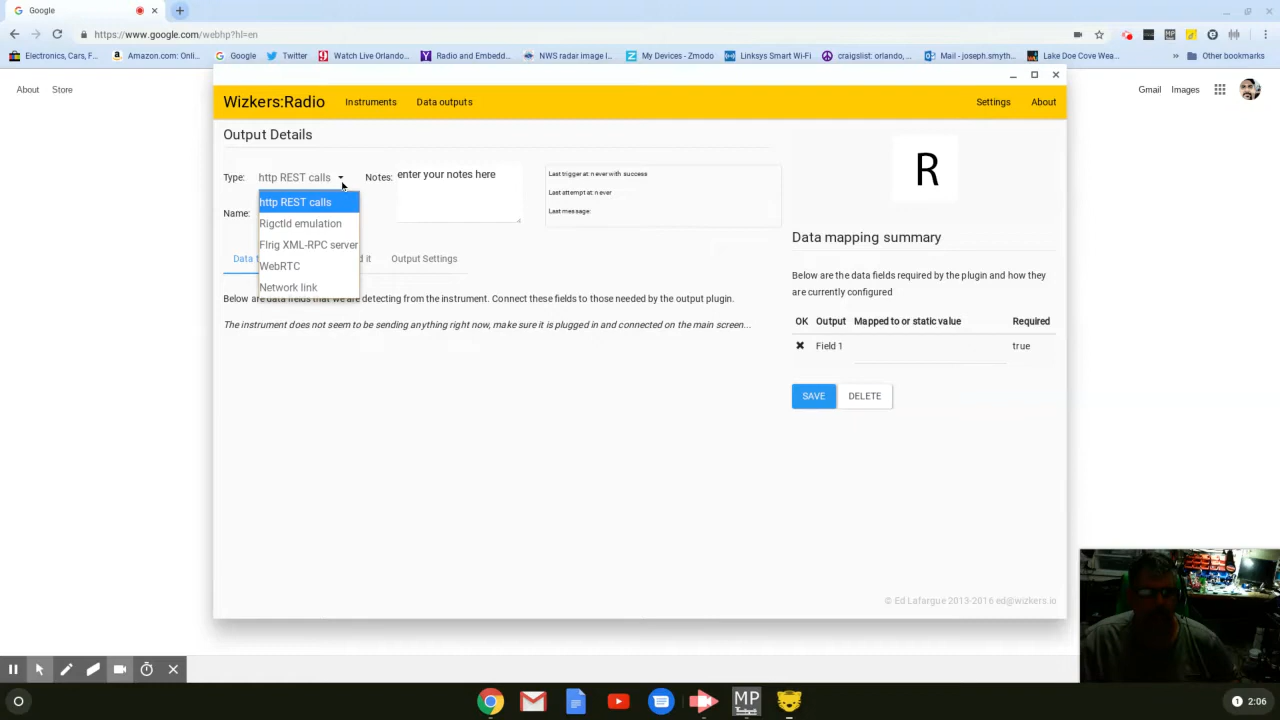 Google
https://www.google.com/webhp?hl=en
Electronics, Cars, F... Amazon.com: Onlin... Google Twitter Watch Live Orlando... Radio and Embedd... NWS radar image l... My Devices - Zmodo Linksys Smart Wi-Fi craigslist: orlando, ... Mail - joseph.smyth... Lake Doe Cove Wea... » Other bookmarks
About Store
Gmail Images
Wizkers:Radio Instruments Data outputs Settings About
Output Details
Type: http REST calls Notes: enter your notes here
Last trigger at: never with success
Last attempt at: never
Last message:
R
http REST calls
Name: Rigctld emulation
Flrig XML-RPC server
WebRTC
Network link
Data it Output Settings
Below are data fields that we are detecting from the instrument. Connect these fields to those needed by the output plugin.
The instrument does not seem to be sending anything right now, make sure it is plugged in and connected on the main screen...
Data mapping summary
Below are the data fields required by the plugin and how they
are currently configured
OK Output Mapped to or static value Required
Field 1 true
SAVE DELETE
© Ed Lafargue 2013-2016 ed@wizkers.io
MP
2:06